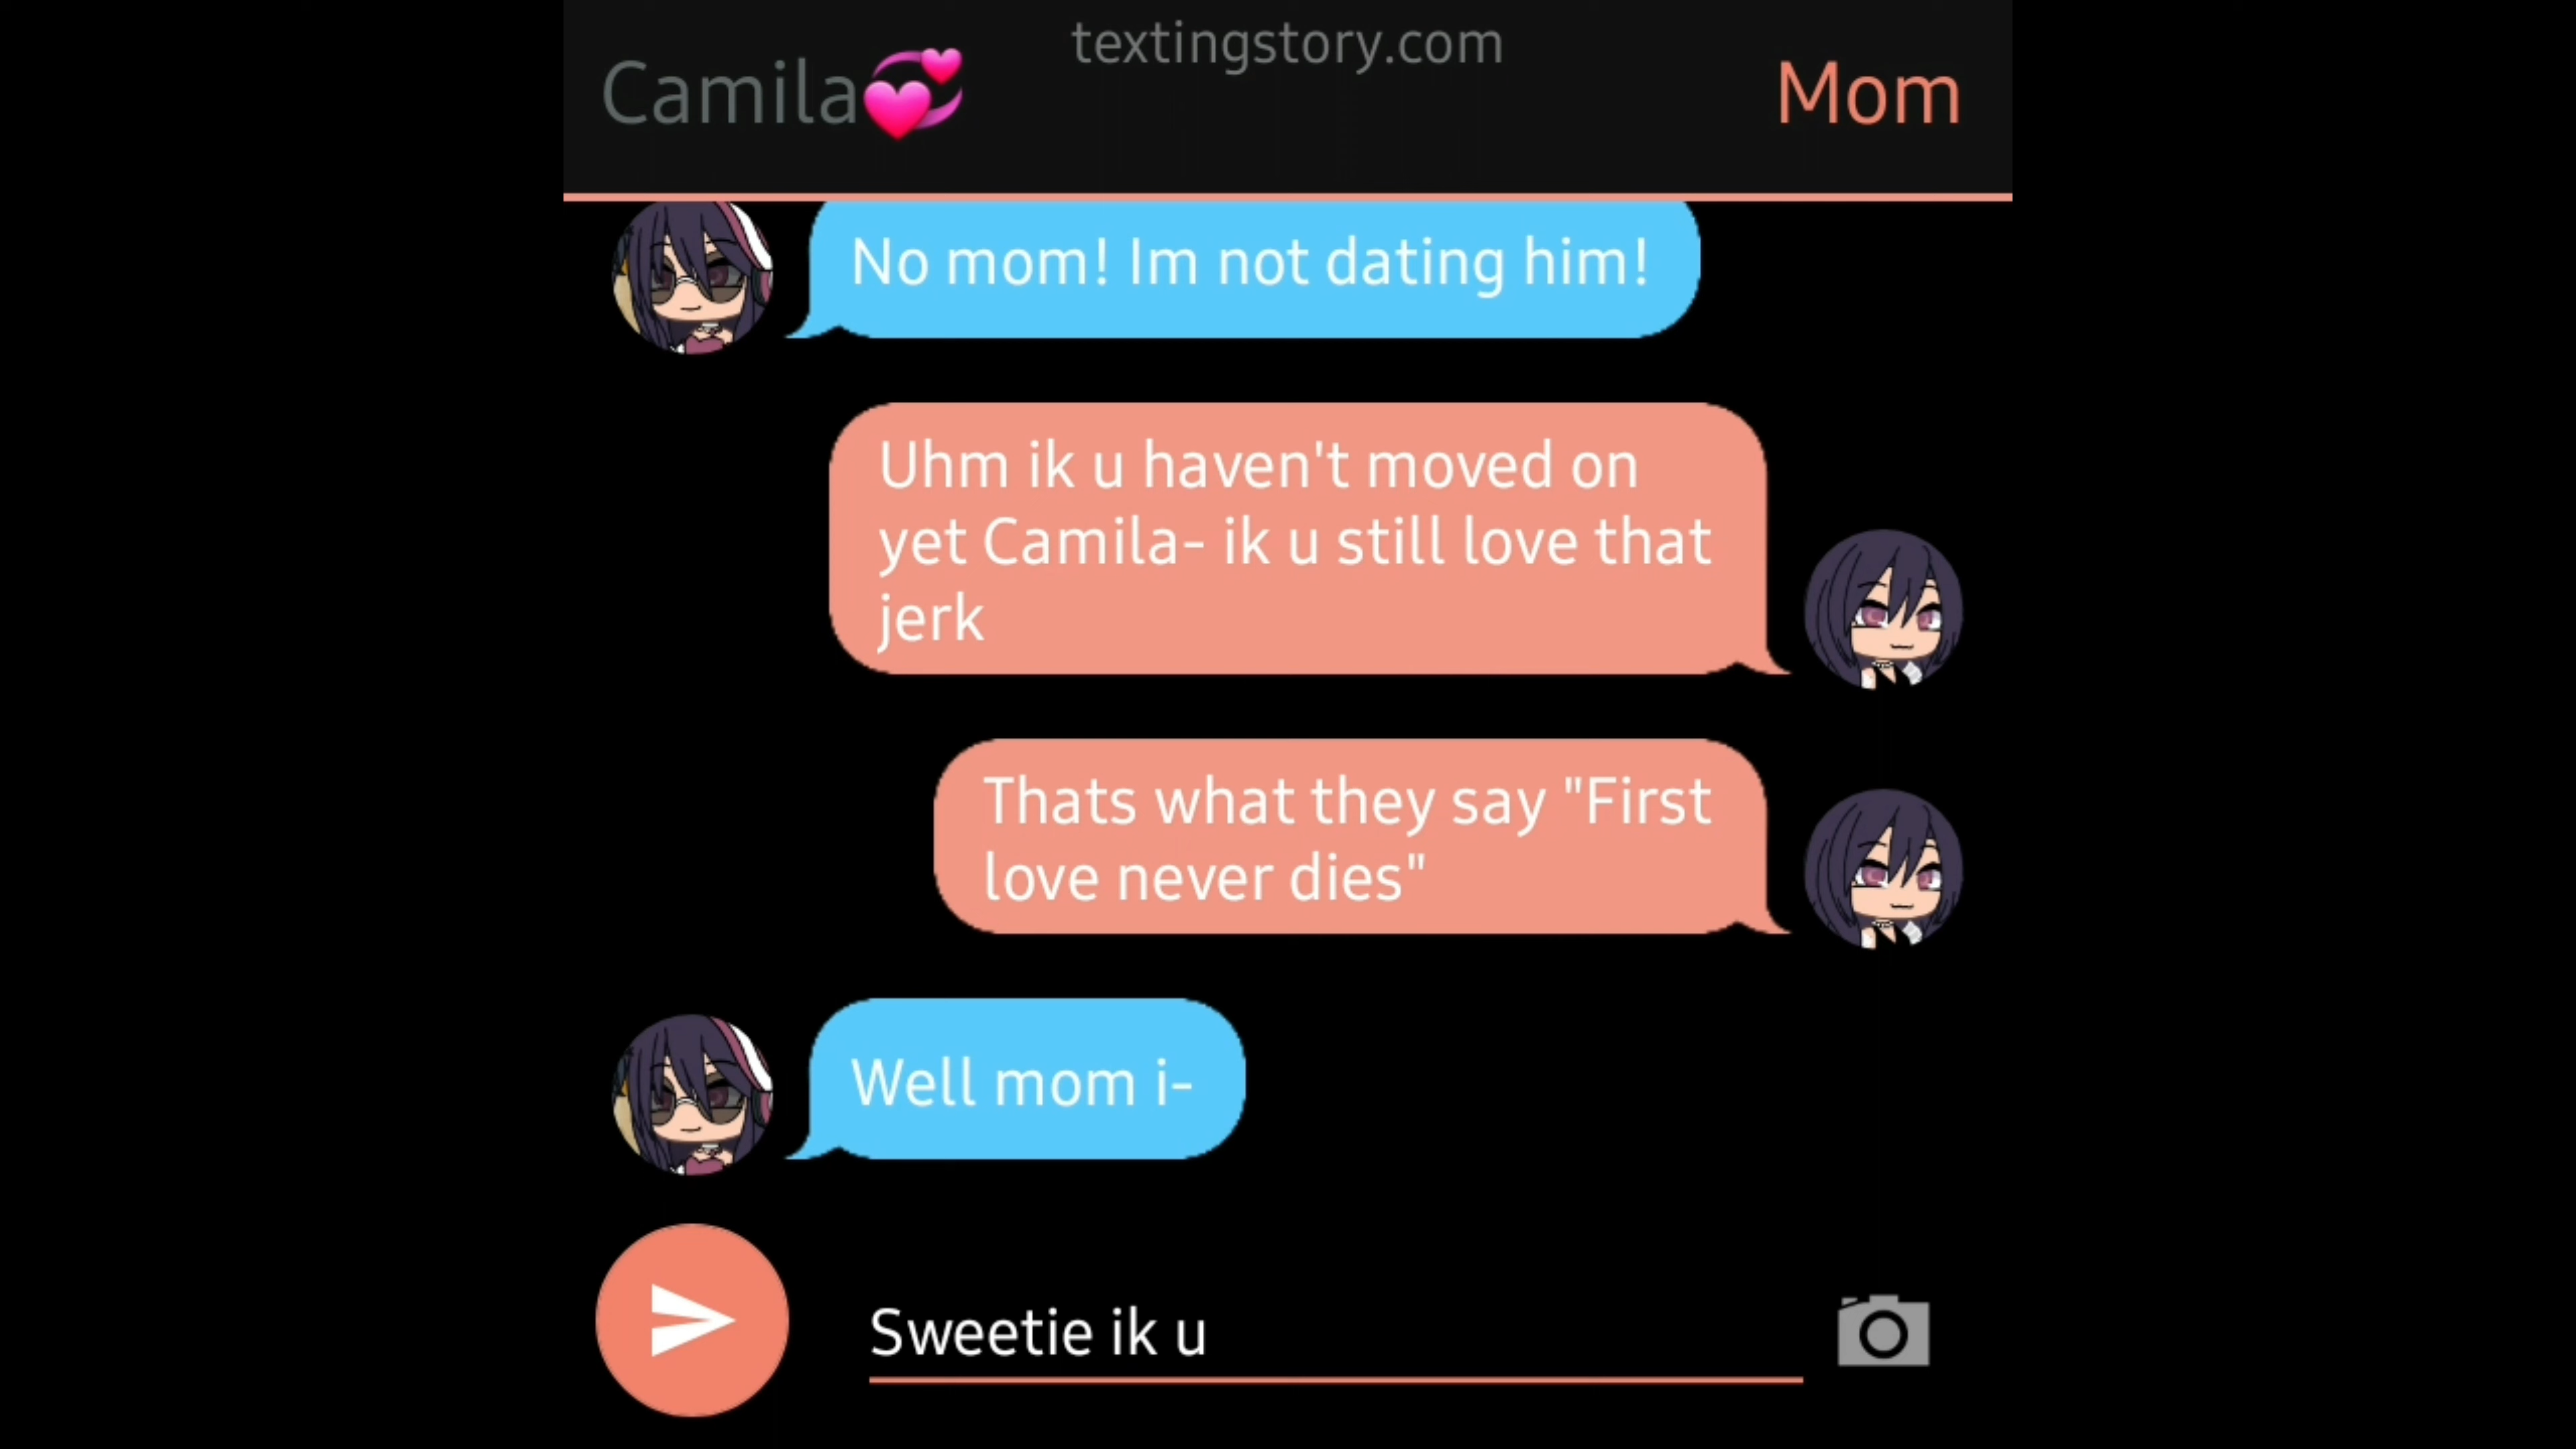 textingstory.com
Camila💞
Mom
No mom! Im not dating him!
Uhm ik u haven't moved on
yet Camila- ik u still love that
jerk
Thats what they say "First
love never dies"
Well mom i-
Sweetie ik u